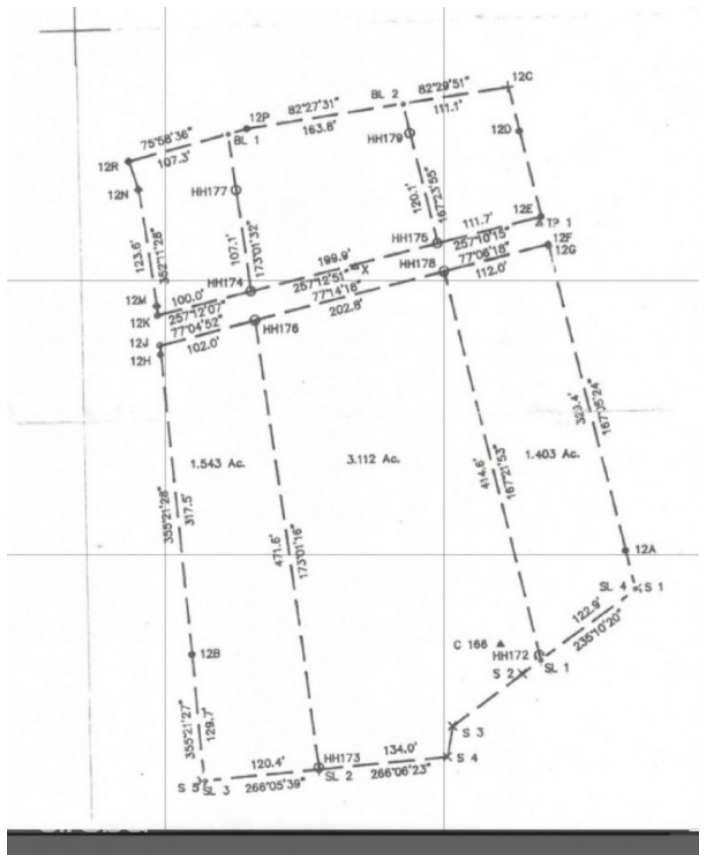 12C
82°29'51"
BL 2
111.1'
82°27'31"
12P
163.8'
BL 1
12D
75°58'36"
107.3'
12R
HH179
12N
HH177
120.1'
167°23'55"
12E
TP 1
111.7'
257°10'15"
HH175
12F
12G
77°06'18"
112.0'
HH178
123.6'
352°11'28"
107.1'
173°01'32"
199.9'
257°12'51"
X
77°14'18"
202.8'
HH174
12M
100.0'
12K
257°12'07"
HH176
12J
77°04'52"
12H
102.0'
323.4'
167°05'24"
1.543 Ac.
3.112 Ac.
1.403 Ac.
414.6'
167°21'53"
355°21'28"
317.5'
471.6'
173°01'16"
12A
SL 4
S 1
122.9'
235°10'20"
C 166
HH172
SL 1
S 2
12B
S 3
355°21'27"
129.7'
HH173
134.0'
S 4
120.4'
SL 2
266°06'23"
S 5
SL 3
266°05'39"